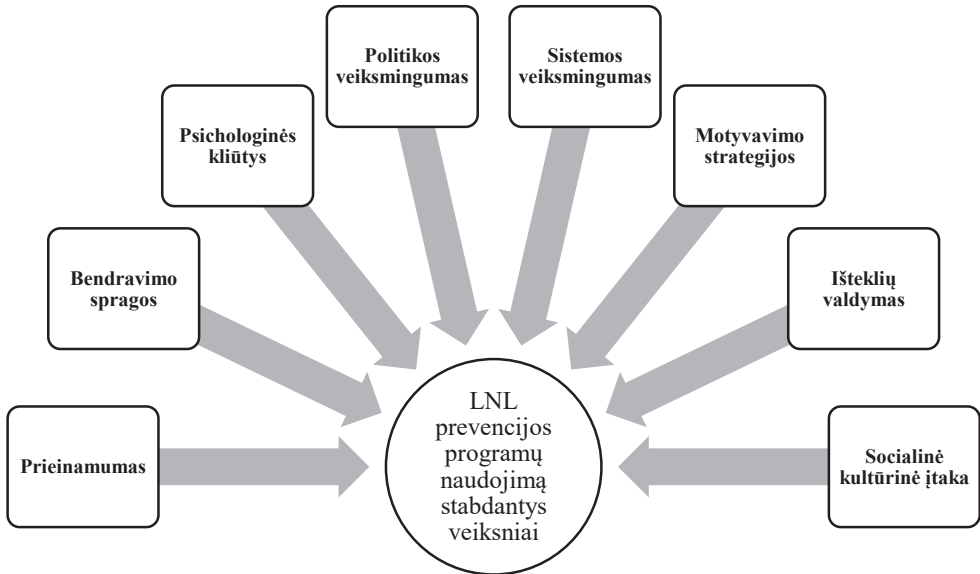 Politikos
veiksmingumas
Sistemos
veiksmingumas
Psichologinės
kliūtys
Motyvavimo
strategijos
Bendravimo
spragos
Išteklių
valdymas
Prieinamumas
LNL
prevencijos
programų
naudojimą
stabdantys
veiksniai
Socialinė
kultūrinė įtaka